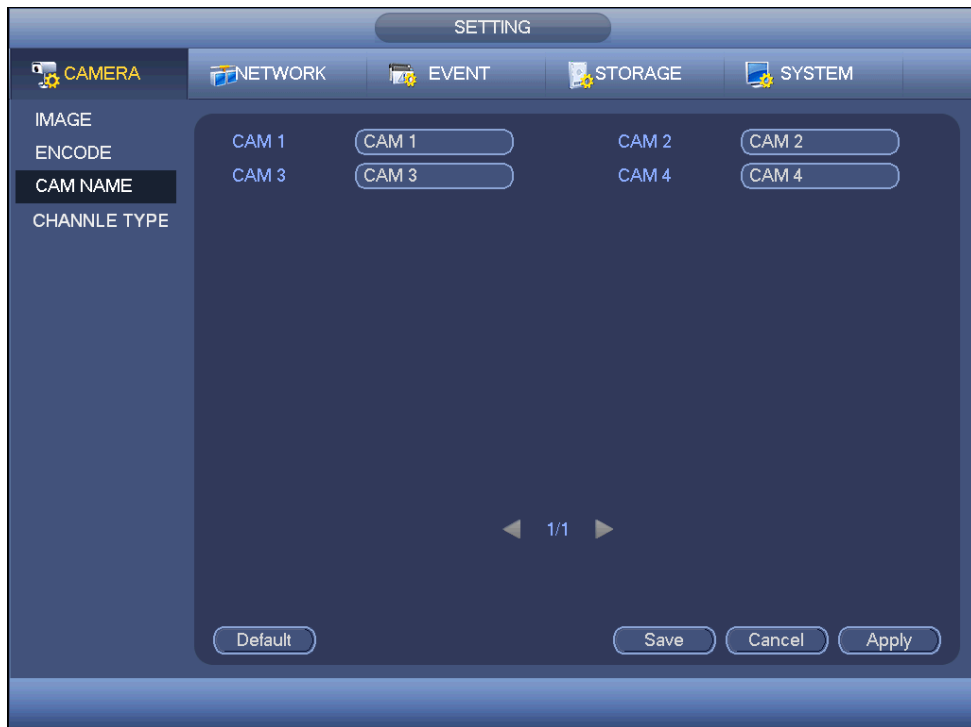 SETTING
CAMERA NETWORK EVENT STORAGE SYSTEM
IMAGE
ENCODE
CAM NAME
CHANNLE TYPE
CAM 1 CAM 1 CAM 2 CAM 2
CAM 3 CAM 3 CAM 4 CAM 4
1/1
Default Save Cancel Apply